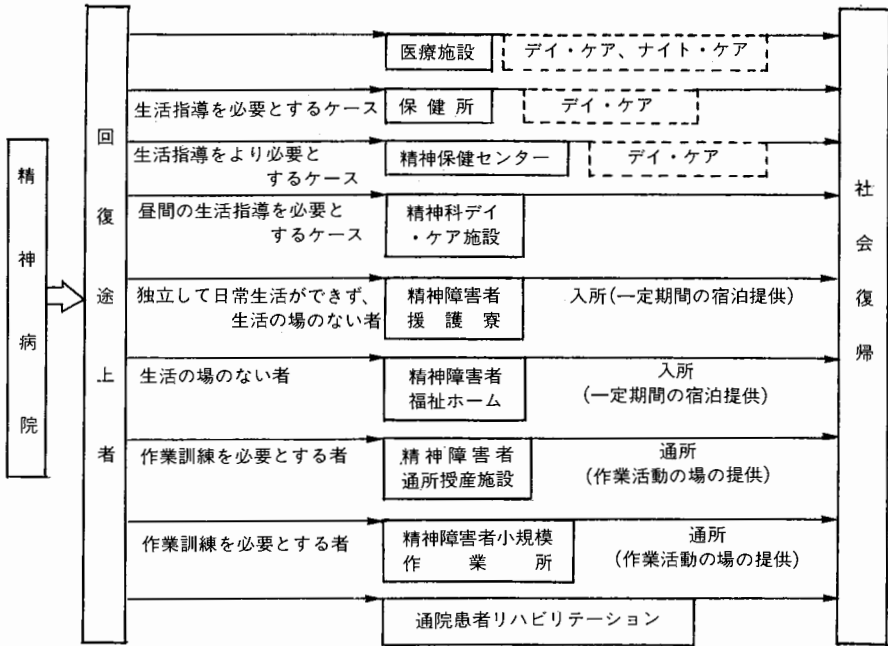 精神病院
回復途上者
医療施設 デイ・ケア、ナイト・ケア
生活指導を必要とするケース 保健所 デイ・ケア
生活指導をより必要と
するケース
精神保健センター デイ・ケア
昼間の生活指導を必要と
するケース
精神科デイ
・ケア施設
独立して日常生活ができず、
生活の場のない者
精神障害者
援護寮
入所(一定期間の宿泊提供)
生活の場のない者
精神障害者
福祉ホーム
入所
(一定期間の宿泊提供)
作業訓練を必要とする者
精神障害者
通所授産施設
通所
(作業活動の場の提供)
作業訓練を必要とする者
精神障害者小規模
作業所
通所
(作業活動の場の提供)
通院患者リハビリテーション
社会復帰